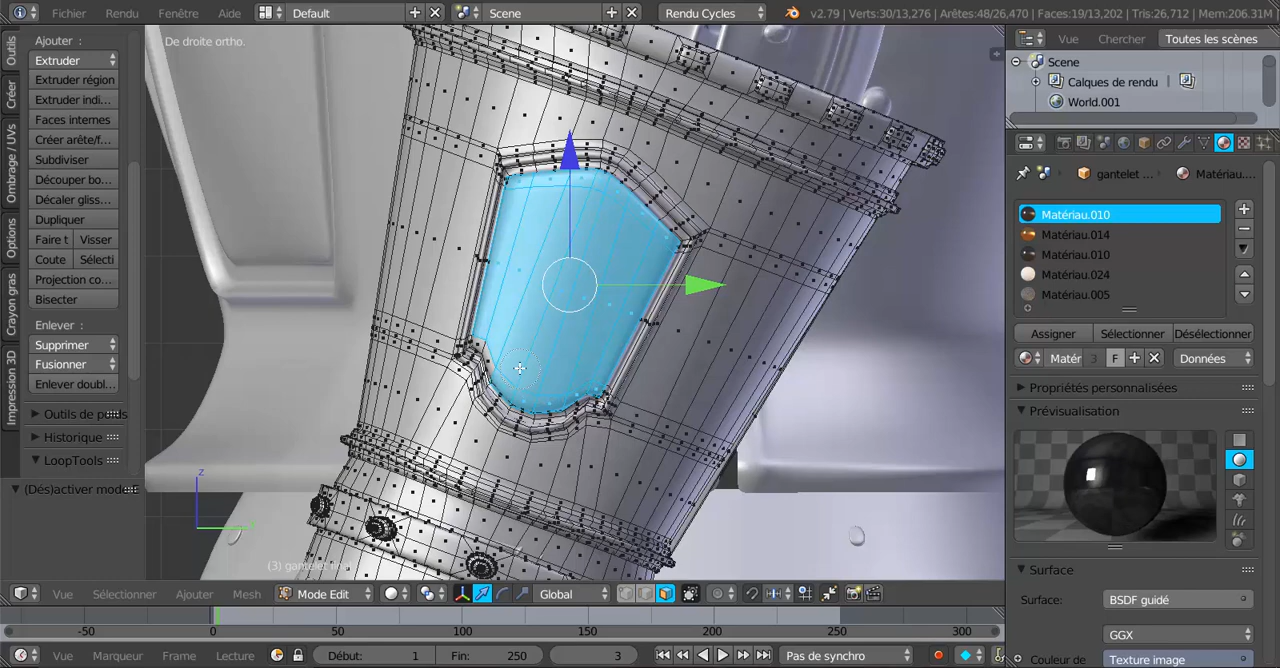 Fichier Rendu Fenêtre Aide Default Scene Rendu Cycles v2.79 | Verts:30/13,276 | Arêtes:48/26,470 | Faces:19/13,202 | Tris:26,712 | Mem:206.31M
Outils
Créer
Ombrage / UVs
Options
Crayon gras
Impression 3D
Ajouter :
Extruder
Extruder région
Extruder indi...
Faces internes
Créer arête/f...
Subdiviser
Découper bo...
Décaler gliss...
Dupliquer
Faire t Visser
Coute Sélecti
Projection co...
Bisecter
Enlever :
Supprimer
Fusionner
Enlever doubl...
Outils de poids
Historique
LoopTools
(Dés)activer mode
De droite ortho.
z
(3) gantelet final
Vue Sélectionner Ajouter Mesh Mode Edit Global
-50 0 50 100 150 200 250 300
Vue Marqueur Frame Lecture Début: 1 Fin: 250 3 Pas de synchro
Vue Chercher Toutes les scènes
Scene
Calques de rendu
World.001
gantelet ... Matériau....
Matériau.010
Matériau.014
Matériau.010
Matériau.024
Matériau.005
Assigner Sélectionner Désélectionner
Matér 3 F Données
Propriétés personnalisées
Prévisualisation
Surface
Surface: BSDF guidé
GGX
Couleur de Texture image